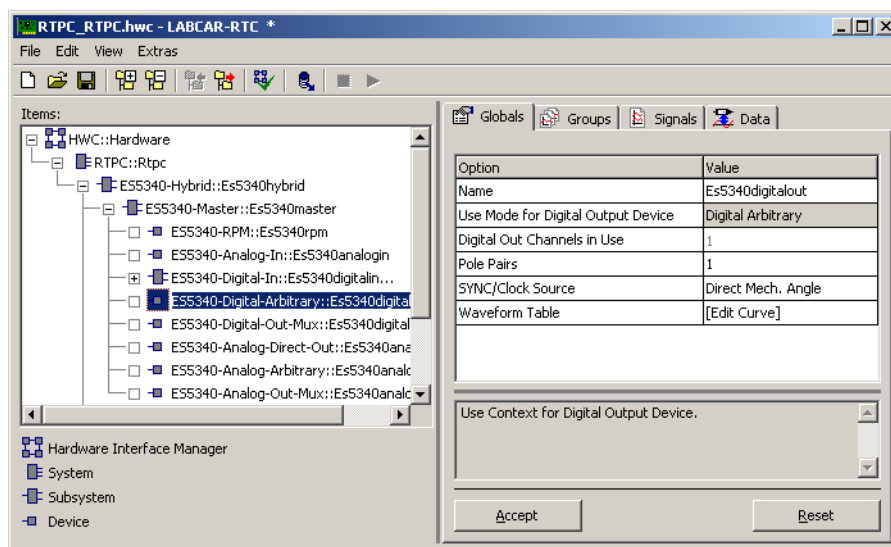 RTPC_RTPC.hwc - LABCAR-RTC *
File Edit View Extras
Items:
HWC::Hardware
RTPC::Rtpc
ES5340-Hybrid::Es5340hybrid
ES5340-Master::Es5340master
ES5340-RPM::Es5340rpm
ES5340-Analog-In::Es5340analogin
ES5340-Digital-In::Es5340digitalin...
ES5340-Digital-Arbitrary::Es5340digital
ES5340-Digital-Out-Mux::Es5340digital
ES5340-Analog-Direct-Out::Es5340ana
ES5340-Analog-Arbitrary::Es5340analo
ES5340-Analog-Out-Mux::Es5340analo
Hardware Interface Manager
System
Subsystem
Device
Globals Groups Signals Data
Option Value
Name Es5340digitalout
Use Mode for Digital Output Device Digital Arbitrary
Digital Out Channels in Use 1
Pole Pairs 1
SYNC/Clock Source Direct Mech. Angle
Waveform Table [Edit Curve]
Use Context for Digital Output Device.
Accept Reset